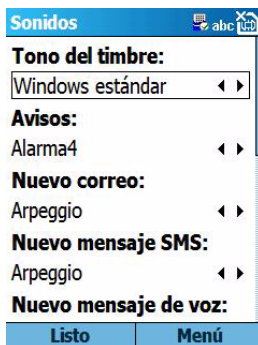 Sonidos abc
Tono del timbre:
Windows estándar
Avisos:
Alarma4
Nuevo correo:
Arpeggio
Nuevo mensaje SMS:
Arpeggio
Nuevo mensaje de voz:
Listo Menú